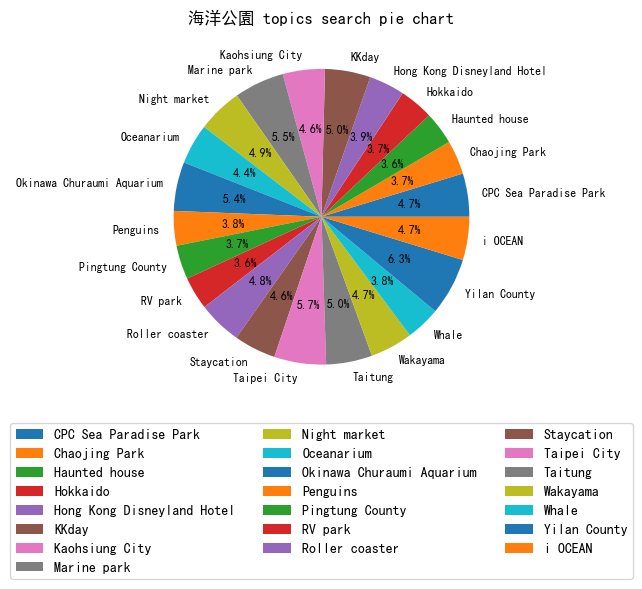 海洋公園 topics search pie chart
Kaohsiung City
KKday
Marine park
Hong Kong Disneyland Hotel
Night market
Hokkaido
Oceanarium
Haunted house
Okinawa Churaumi Aquarium
Chaojing Park
Penguins
CPC Sea Paradise Park
Pingtung County
i OCEAN
RV park
Yilan County
Roller coaster
Whale
Staycation
Wakayama
Taipei City
Taitung
4.6%
5.0%
3.9%
5.5%
3.7%
4.9%
3.6%
4.4%
3.7%
5.4%
4.7%
3.8%
4.7%
3.7%
6.3%
3.6%
3.8%
4.8%
4.7%
4.6%
5.7%
5.0%
CPC Sea Paradise Park
Chaojing Park
Haunted house
Hokkaido
Hong Kong Disneyland Hotel
KKday
Kaohsiung City
Marine park
Night market
Oceanarium
Okinawa Churaumi Aquarium
Penguins
Pingtung County
RV park
Roller coaster
Staycation
Taipei City
Taitung
Wakayama
Whale
Yilan County
i OCEAN